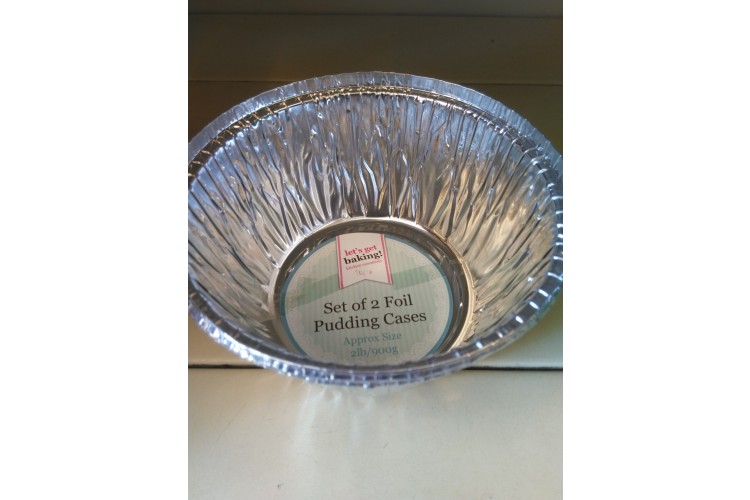 let's get
baking!
Set of 2 Foil
Pudding Cases
Approx Size
2lb/900g